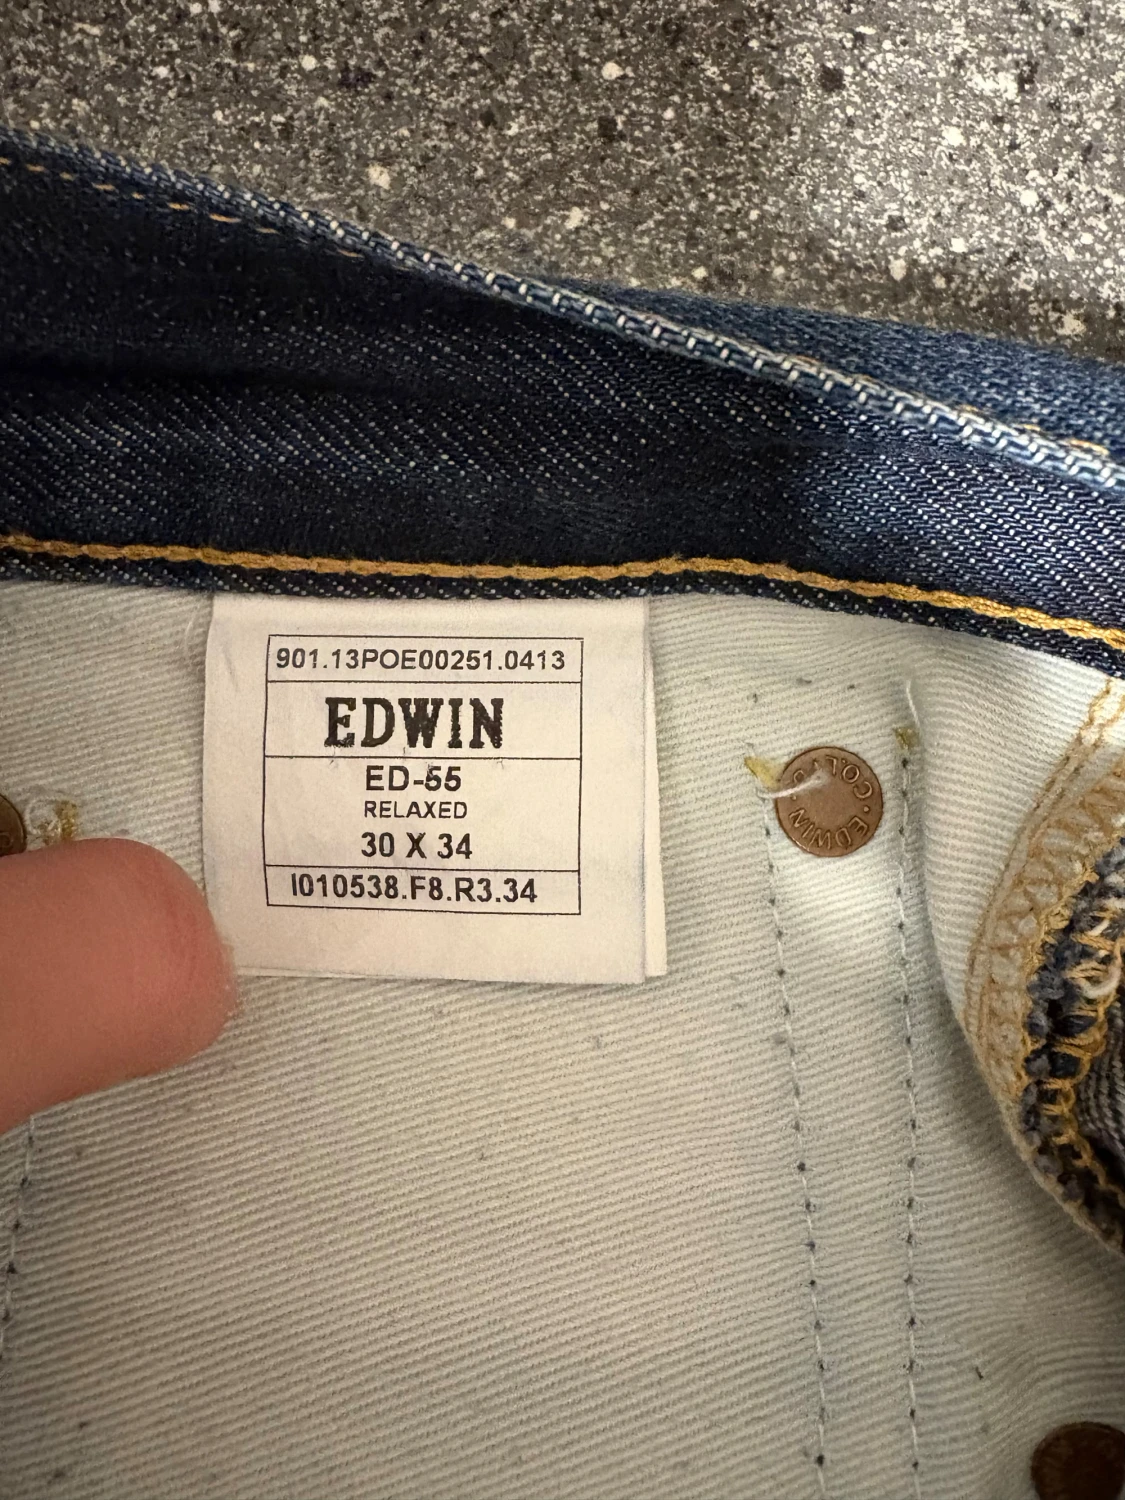 901.13POE00251.0413
EDWIN
ED-55
RELAXED
30 X 34
I010538.F8.R3.34
·EDWIN·CO.LTD